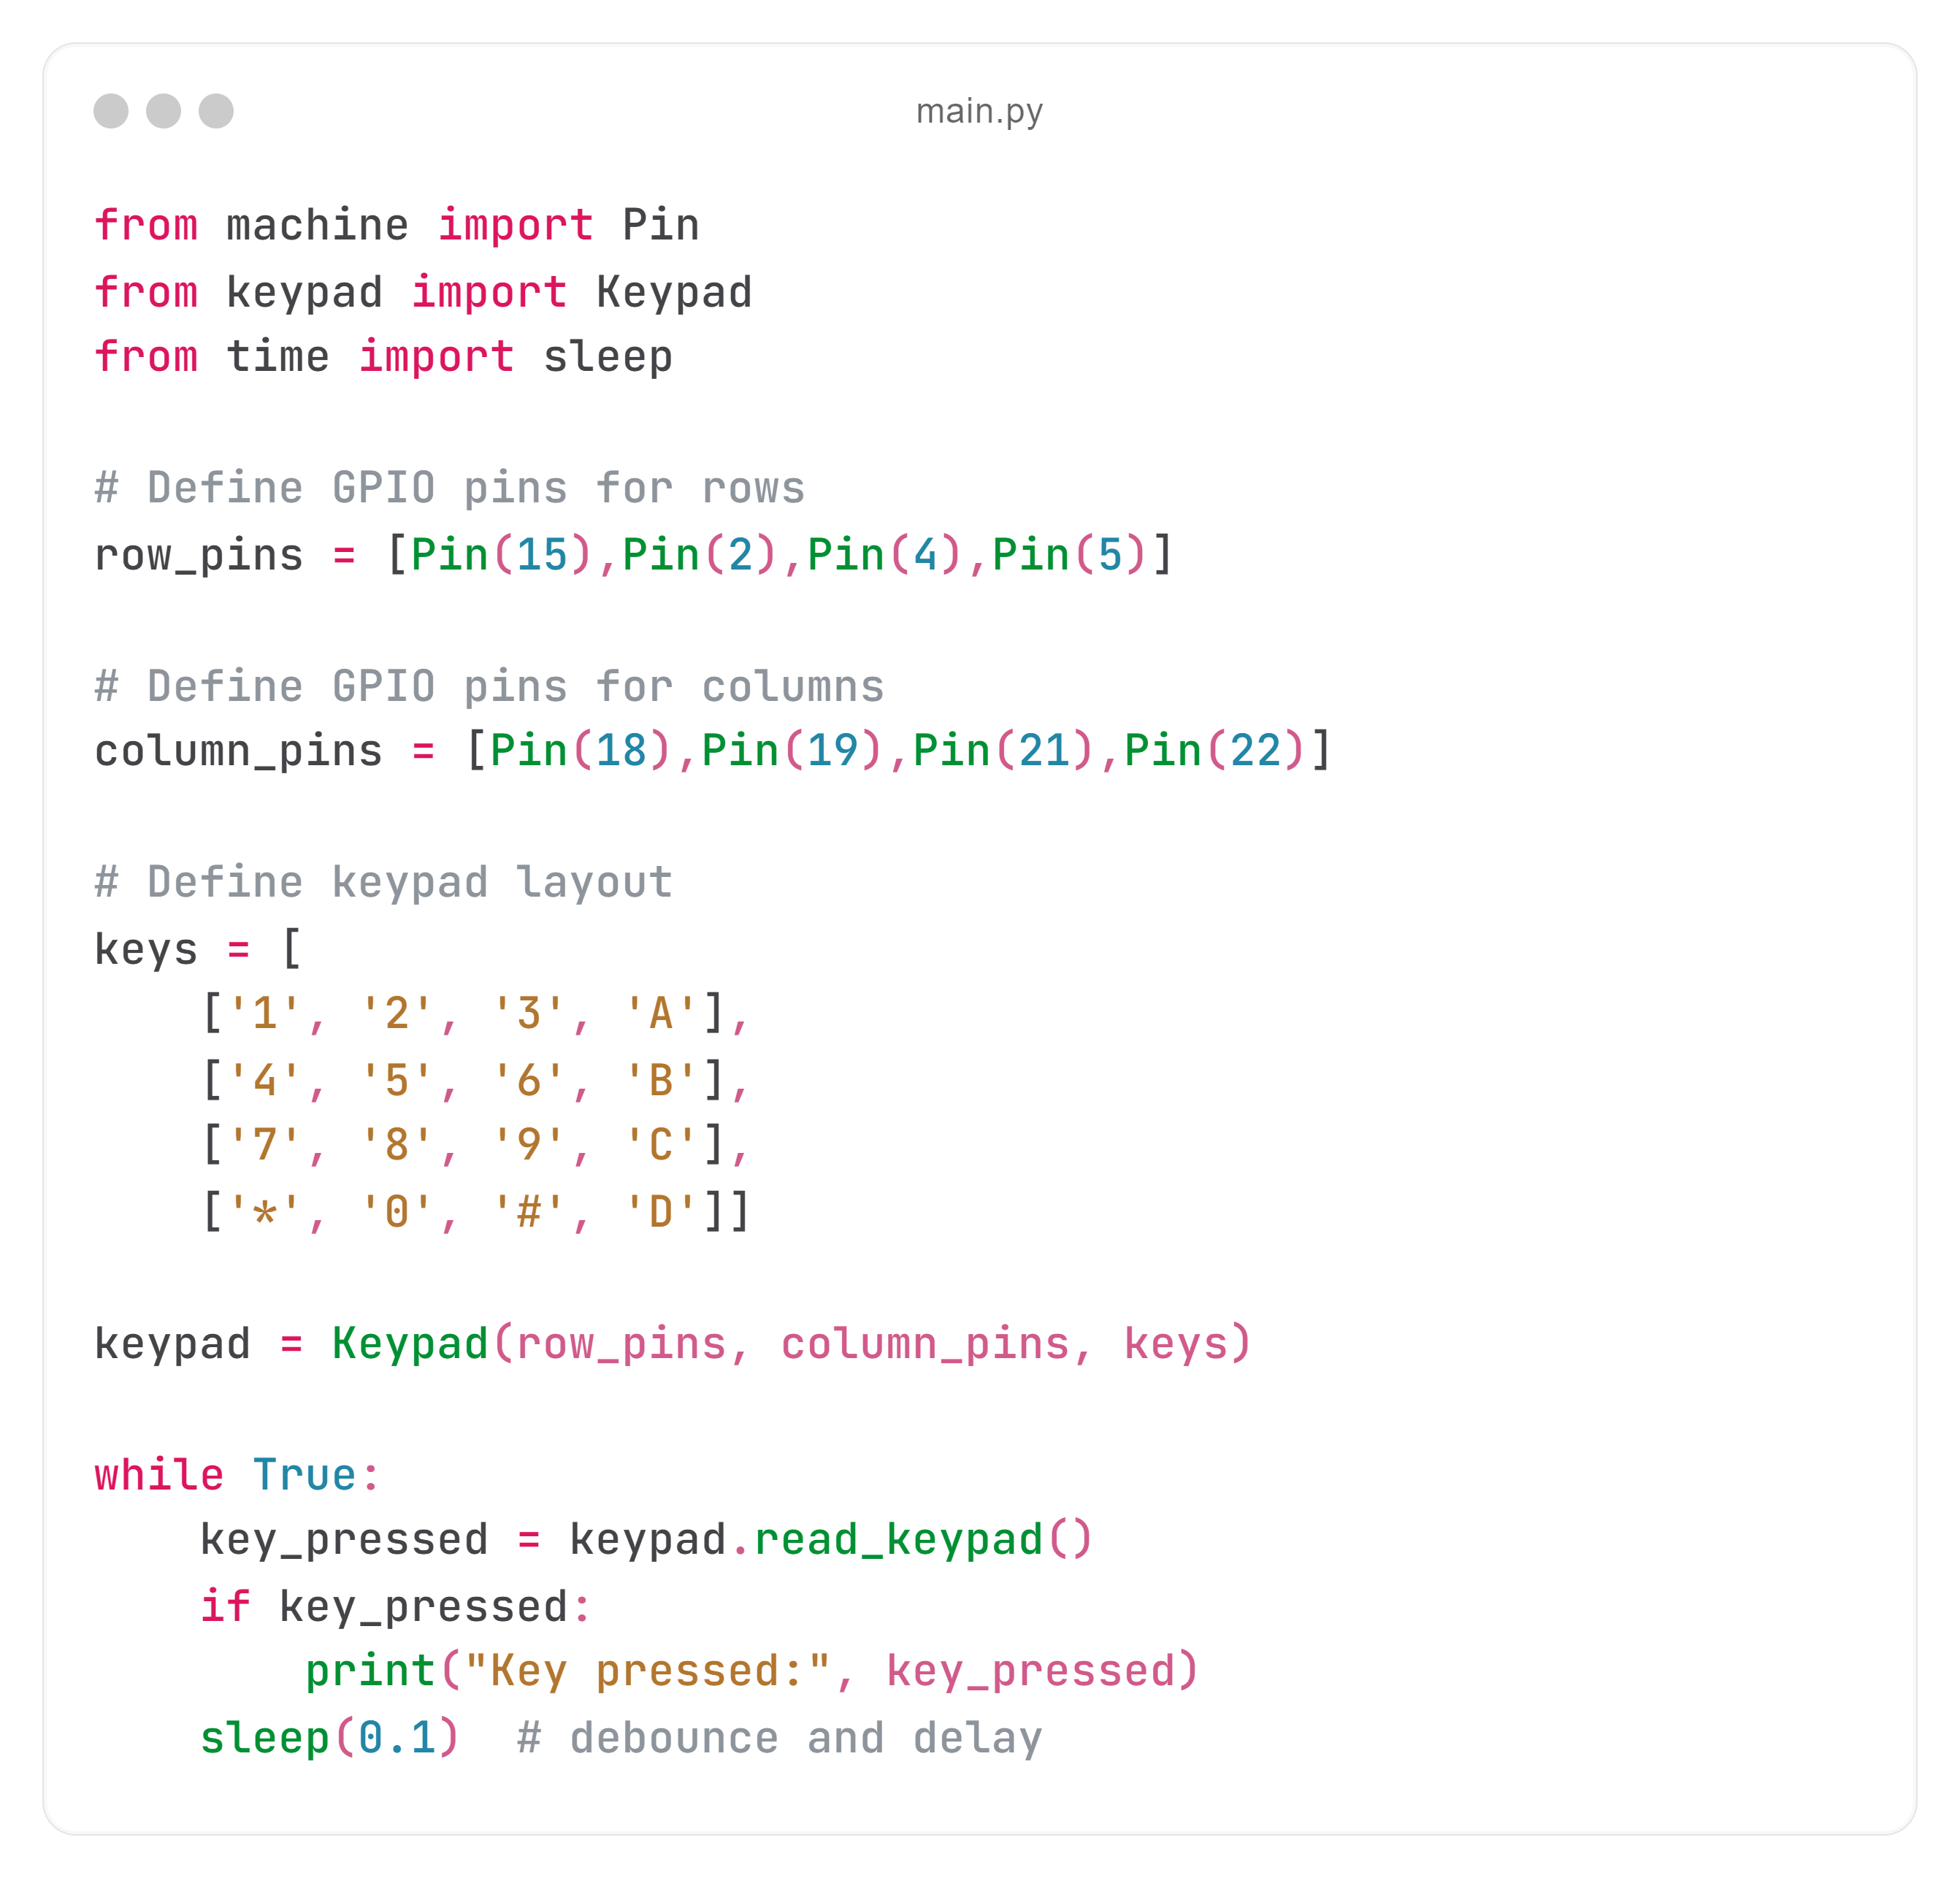 main.py
from machine import Pin
from keypad import Keypad
from time import sleep
# Define GPIO pins for rows
row_pins = [Pin(15),Pin(2),Pin(4),Pin(5)]
# Define GPIO pins for columns
column_pins = [Pin(18),Pin(19),Pin(21),Pin(22)]
# Define keypad layout
keys = [
    ['1', '2', '3', 'A'],
    ['4', '5', '6', 'B'],
    ['7', '8', '9', 'C'],
    ['*', '0', '#', 'D']]
keypad = Keypad(row_pins, column_pins, keys)
while True:
    key_pressed = keypad.read_keypad()
    if key_pressed:
        print("Key pressed:", key_pressed)
    sleep(0.1)  # debounce and delay